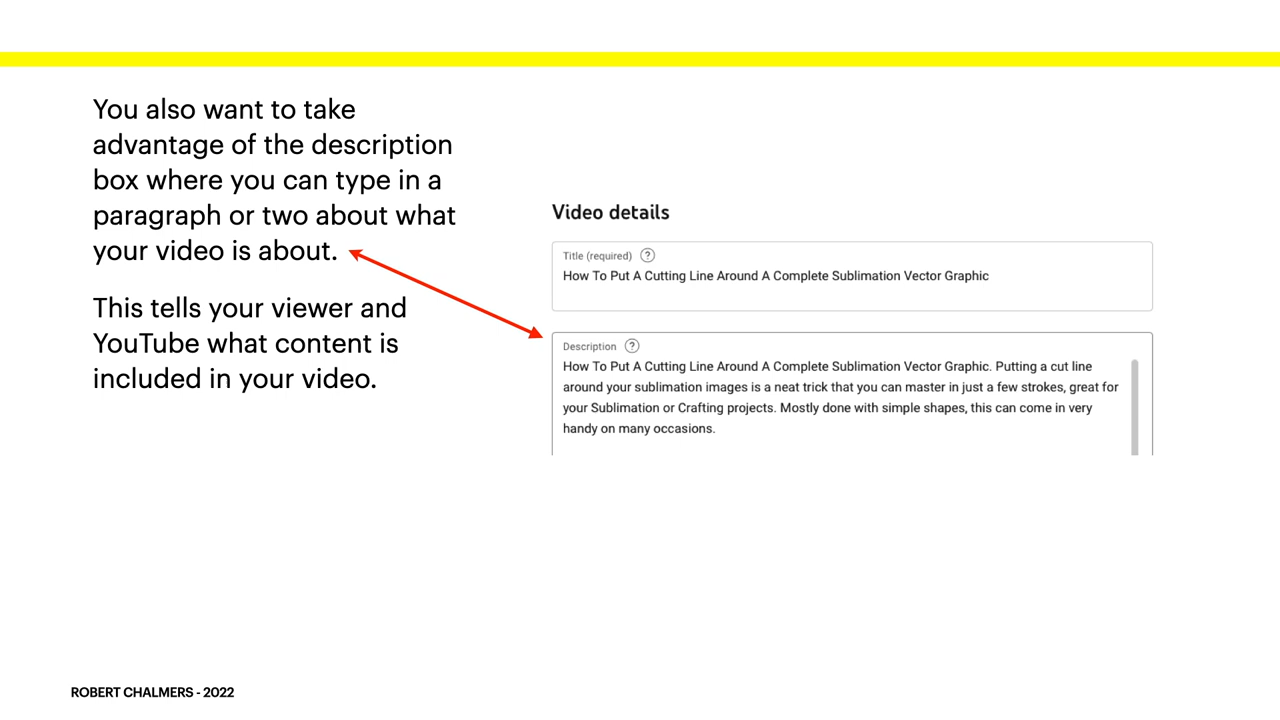 You also want to take
advantage of the description
box where you can type in a
paragraph or two about what
your video is about.
This tells your viewer and
YouTube what content is
included in your video.
Video details
Title (required) ?
How To Put A Cutting Line Around A Complete Sublimation Vector Graphic
Description ?
How To Put A Cutting Line Around A Complete Sublimation Vector Graphic. Putting a cut line
around your sublimation images is a neat trick that you can master in just a few strokes, great for
your Sublimation or Crafting projects. Mostly done with simple shapes, this can come in very
handy on many occasions.
ROBERT CHALMERS - 2022